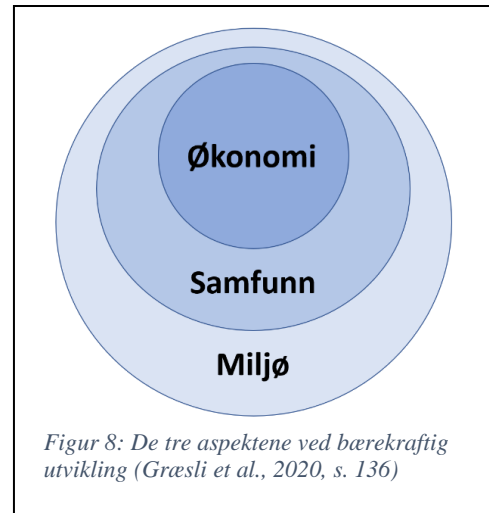 Økonomi
Samfunn
Miljø
Figur 8: De tre aspektene ved bærekraftig
utvikling (Græsli et al., 2020, s. 136)